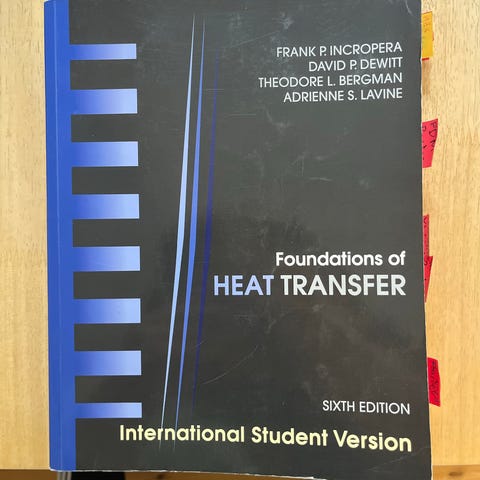 FRANK P. INCROPERA
DAVID P. DEWITT
THEODORE L. BERGMAN
ADRIENNE S. LAVINE
Foundations of
HEAT TRANSFER
SIXTH EDITION
International Student Version